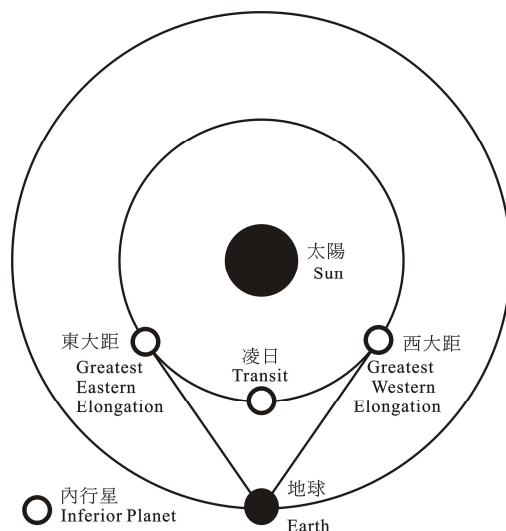 太陽
Sun
東大距
Greatest
Eastern
Elongation
凌日
Transit
西大距
Greatest
Western
Elongation
內行星
Inferior Planet
地球
Earth